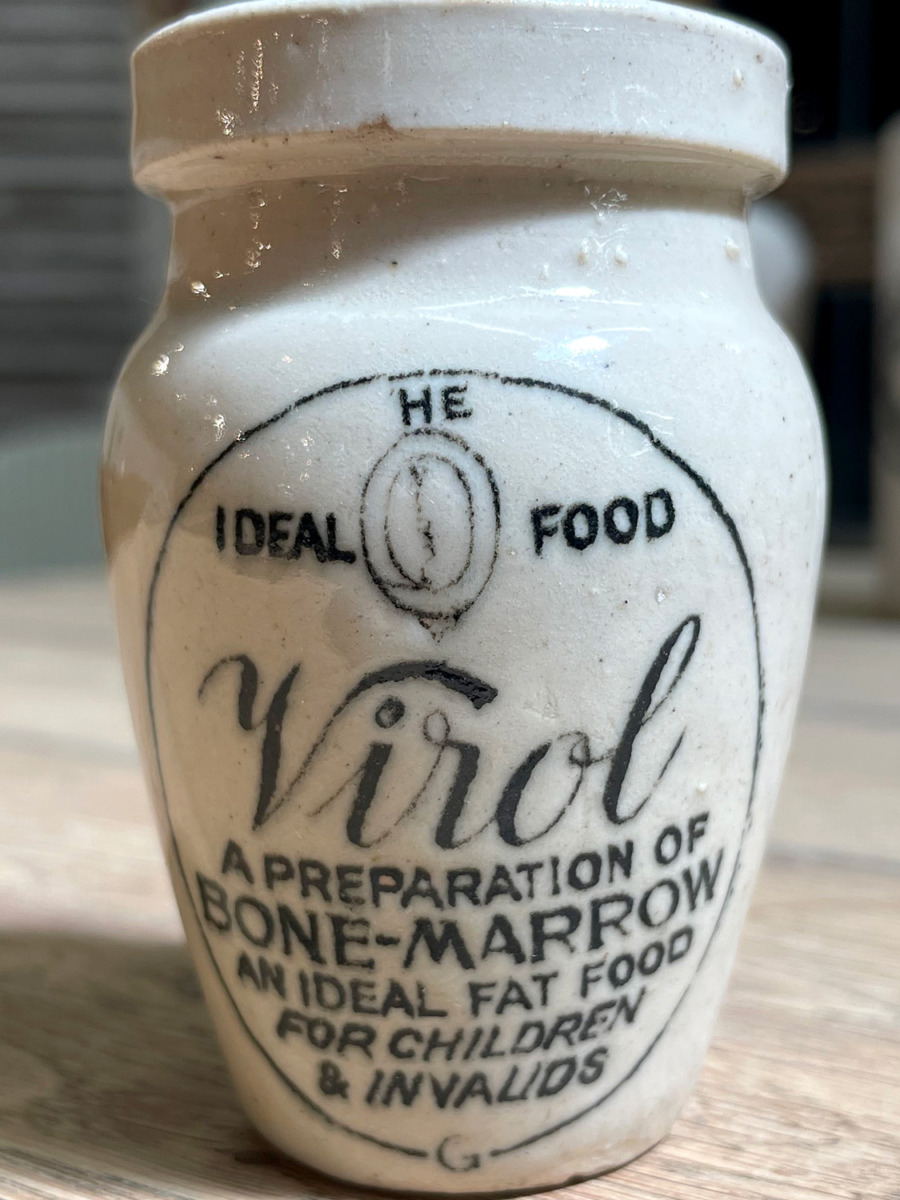 HE
IDEAL FOOD
Virol
A PREPARATION OF
BONE-MARROW
AN IDEAL FAT FOOD
FOR CHILDREN
& INVALIDS
G